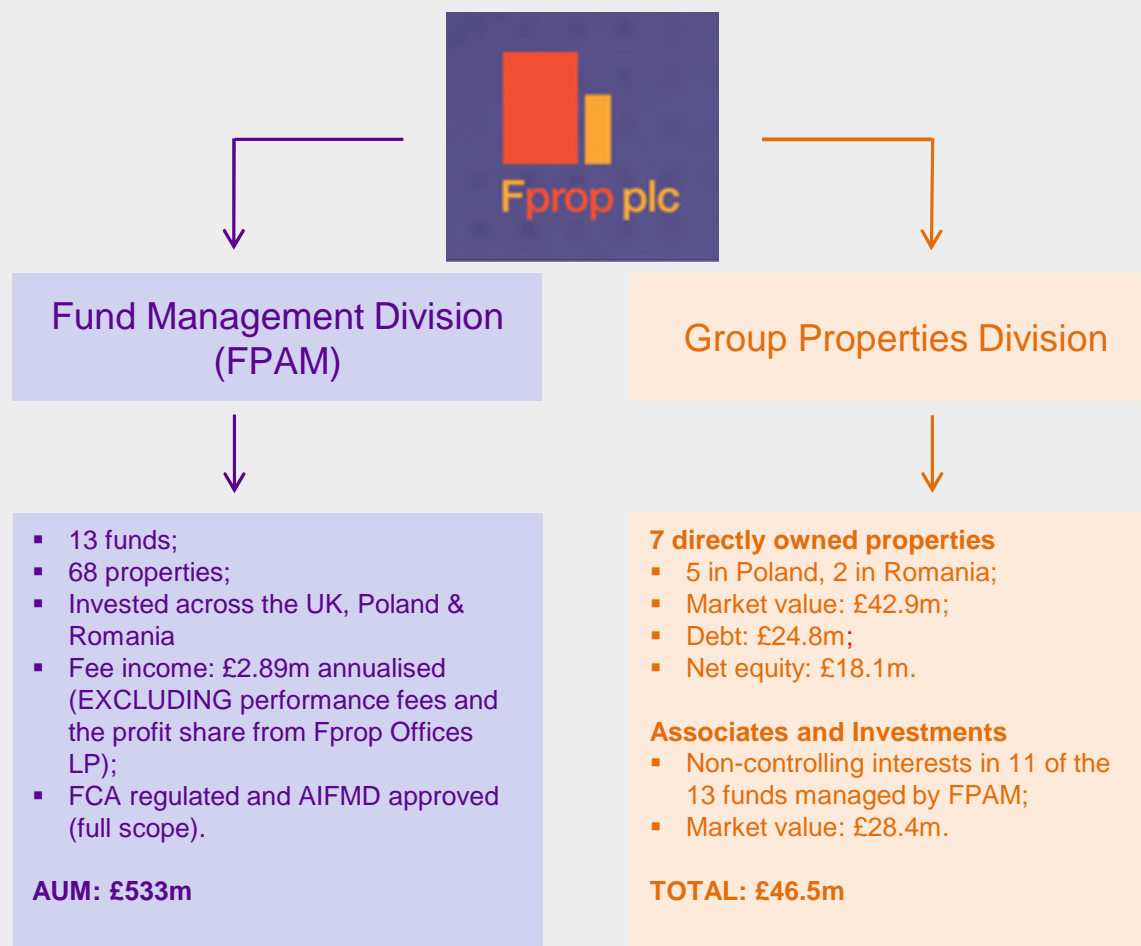 Fprop plc
Fund Management Division
(FPAM)
▪ 13 funds;
▪ 68 properties;
▪ Invested across the UK, Poland &
Romania
▪ Fee income: £2.89m annualised
(EXCLUDING performance fees and
the profit share from Fprop Offices
LP);
▪ FCA regulated and AIFMD approved
(full scope).
AUM: £533m
Group Properties Division
7 directly owned properties
▪ 5 in Poland, 2 in Romania;
▪ Market value: £42.9m;
▪ Debt: £24.8m;
▪ Net equity: £18.1m.
Associates and Investments
▪ Non-controlling interests in 11 of the
13 funds managed by FPAM;
▪ Market value: £28.4m.
TOTAL: £46.5m